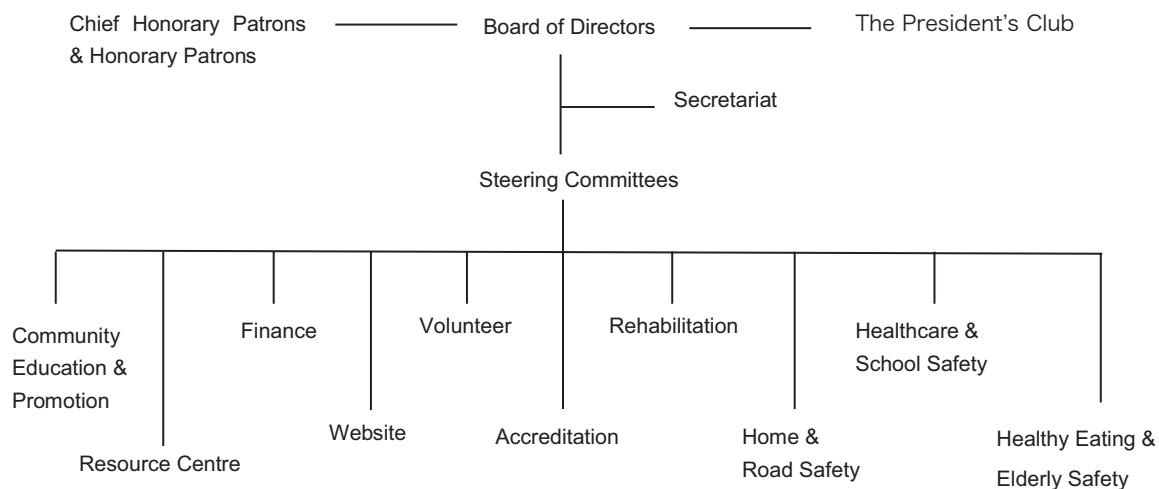 Chief Honorary Patrons
& Honorary Patrons
Board of Directors
The President's Club
Secretariat
Steering Committees
Community
Education &
Promotion
Resource Centre
Finance
Website
Volunteer
Accreditation
Rehabilitation
Home &
Road Safety
Healthcare &
School Safety
Healthy Eating &
Elderly Safety